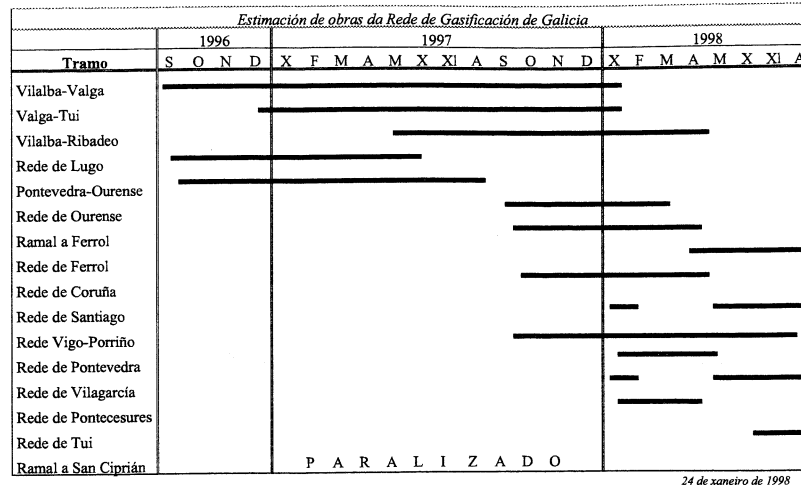 Estimación de obras da Rede de Gasificación de Galicia
1996 1997 1998
Tramo S O N D X F M A M X Xl A S O N D X F M A M X Xl A
Vilalba-Valga
Valga-Tui
Vilalba-Ribadeo
Rede de Lugo
Pontevedra-Ourense
Rede de Ourense
Ramal a Ferrol
Rede de Ferrol
Rede de Coruña
Rede de Santiago
Rede Vigo-Porriño
Rede de Pontevedra
Rede de Vilagarcía
Rede de Pontecesures
Rede de Tui
Ramal a San Ciprián P A R A L I Z A D O
24 de xaneiro de 1998